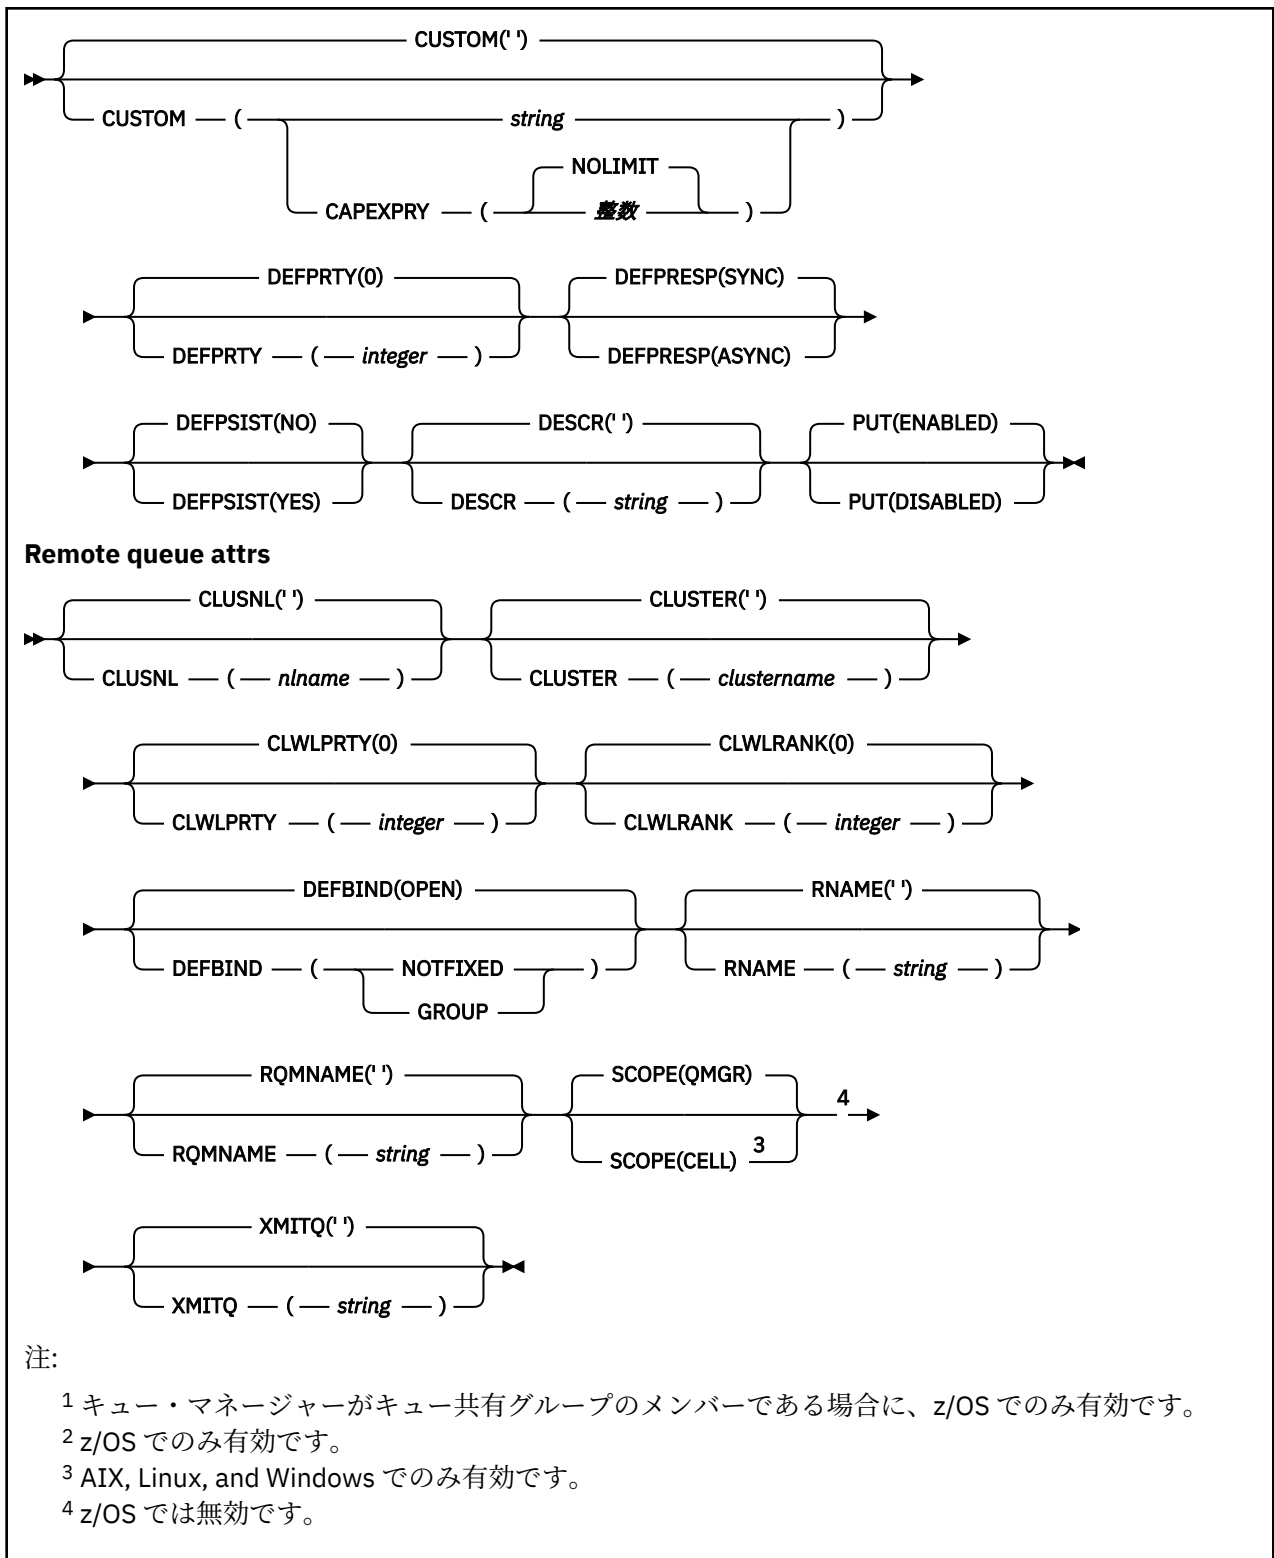 CUSTOM(' ')
CUSTOM ( string )
NOLIMIT
CAPEXPRY ( 整数 )
DEFPRTY(0) DEFPRESP(SYNC)
DEFPRTY ( integer ) DEFPRESP(ASYNC)
DEFPSIST(NO) DESCR(' ') PUT(ENABLED)
DEFPSIST(YES) DESCR ( string ) PUT(DISABLED)
Remote queue attrs
CLUSNL(' ') CLUSTER(' ')
CLUSNL ( nlname ) CLUSTER ( clustername )
CLWLPRTY(0) CLWLRANK(0)
CLWLPRTY ( integer ) CLWLRANK ( integer )
DEFBIND(OPEN) RNAME(' ')
DEFBIND ( NOTFIXED ) RNAME ( string )
GROUP
RQMNAME(' ') SCOPE(QMGR) 4
RQMNAME ( string ) SCOPE(CELL) 3
XMITQ(' ')
XMITQ ( string )
注:
1 キュー・マネージャーがキュー共有グループのメンバーである場合に、z/OS でのみ有効です。
2 z/OS でのみ有効です。
3 AIX, Linux, and Windows でのみ有効です。
4 z/OS では無効です。